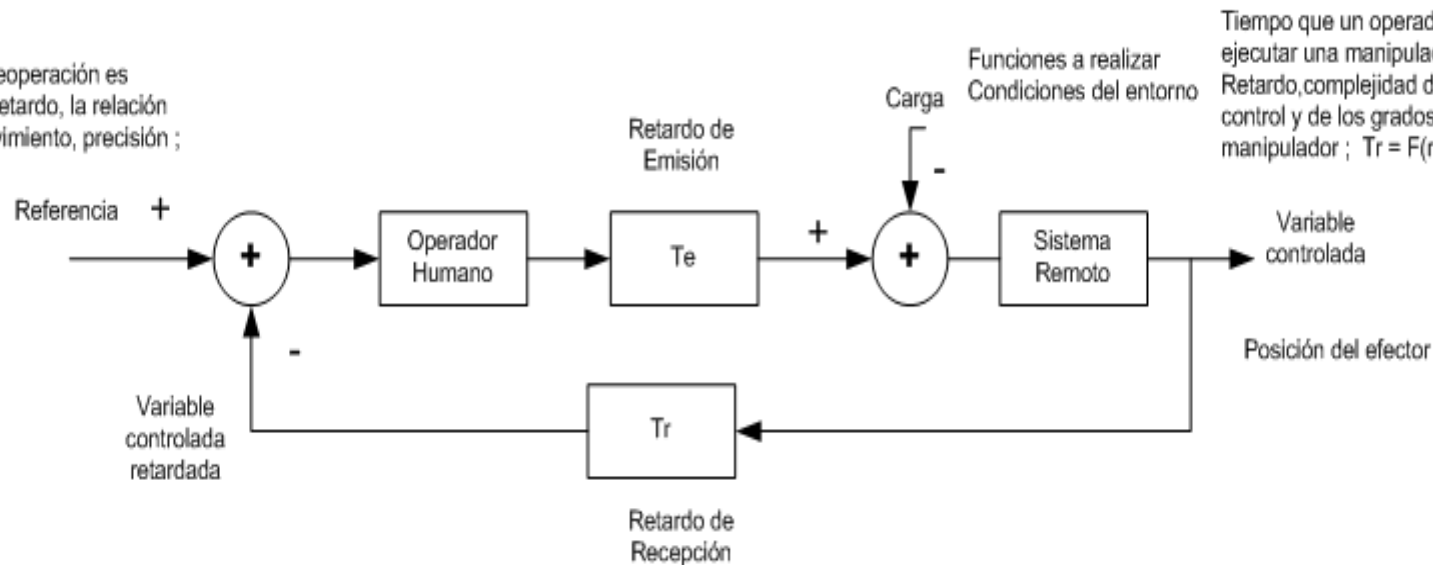 eoperación es
etardo, la relación
vimiento, precisión ;
Tiempo que un operad
ejecutar una manipula
Retardo,complejidad d
control y de los grados
manipulador ; Tr = F(r
Funciones a realizar
Condiciones del entorno
Carga
-
Retardo de
Emisión
Referencia
+
+
Operador
Humano
Te
+
+
Sistema
Remoto
Variable
controlada
Posición del efector
-
Variable
controlada
retardada
Tr
Retardo de
Recepción